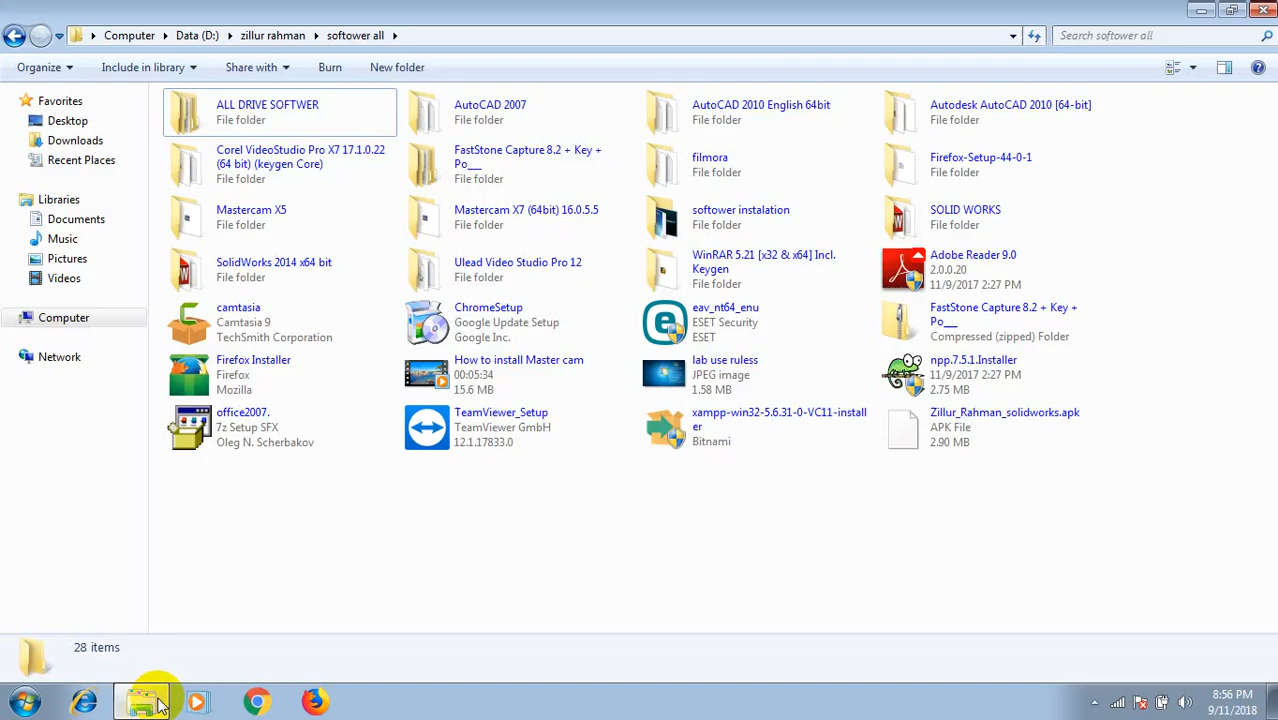 Computer Data (D:) zillur rahman softower all Search softower all
Organize Include in library Share with Burn New folder
Favorites
Desktop
Downloads
Recent Places
Libraries
Documents
Music
Pictures
Videos
Computer
Network
ALL DRIVE SOFTWER
File folder
AutoCAD 2007
File folder
AutoCAD 2010 English 64bit
File folder
Autodesk AutoCAD 2010 [64-bit]
File folder
Corel VideoStudio Pro X7 17.1.0.22
(64 bit) (keygen Core)
File folder
FastStone Capture 8.2 + Key +
Po___
File folder
filmora
File folder
Firefox-Setup-44-0-1
File folder
Mastercam X5
File folder
Mastercam X7 (64bit) 16.0.5.5
File folder
softower instalation
File folder
SOLID WORKS
File folder
SolidWorks 2014 x64 bit
File folder
Ulead Video Studio Pro 12
File folder
WinRAR 5.21 [x32 & x64] Incl.
Keygen
File folder
Adobe Reader 9.0
2.0.0.20
11/9/2017 2:27 PM
camtasia
Camtasia 9
TechSmith Corporation
ChromeSetup
Google Update Setup
Google Inc.
eav_nt64_enu
ESET Security
ESET
FastStone Capture 8.2 + Key +
Po___
Compressed (zipped) Folder
Firefox Installer
Firefox
Mozilla
How to install Master cam
00:05:34
15.6 MB
lab use ruless
JPEG image
1.58 MB
npp.7.5.1.Installer
11/9/2017 2:27 PM
2.75 MB
office2007.
7z Setup SFX
Oleg N. Scherbakov
TeamViewer_Setup
TeamViewer GmbH
12.1.17833.0
xampp-win32-5.6.31-0-VC11-install
er
Bitnami
Zillur_Rahman_solidworks.apk
APK File
2.90 MB
28 items
8:56 PM
9/11/2018